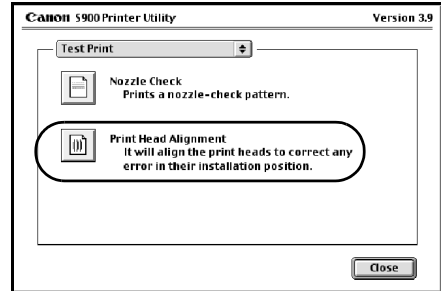 Canon S900 Printer Utility Version 3.9
Test Print
Nozzle Check
Prints a nozzle-check pattern.
Print Head Alignment
It will align the print heads to correct any
error in their installation position.
Close